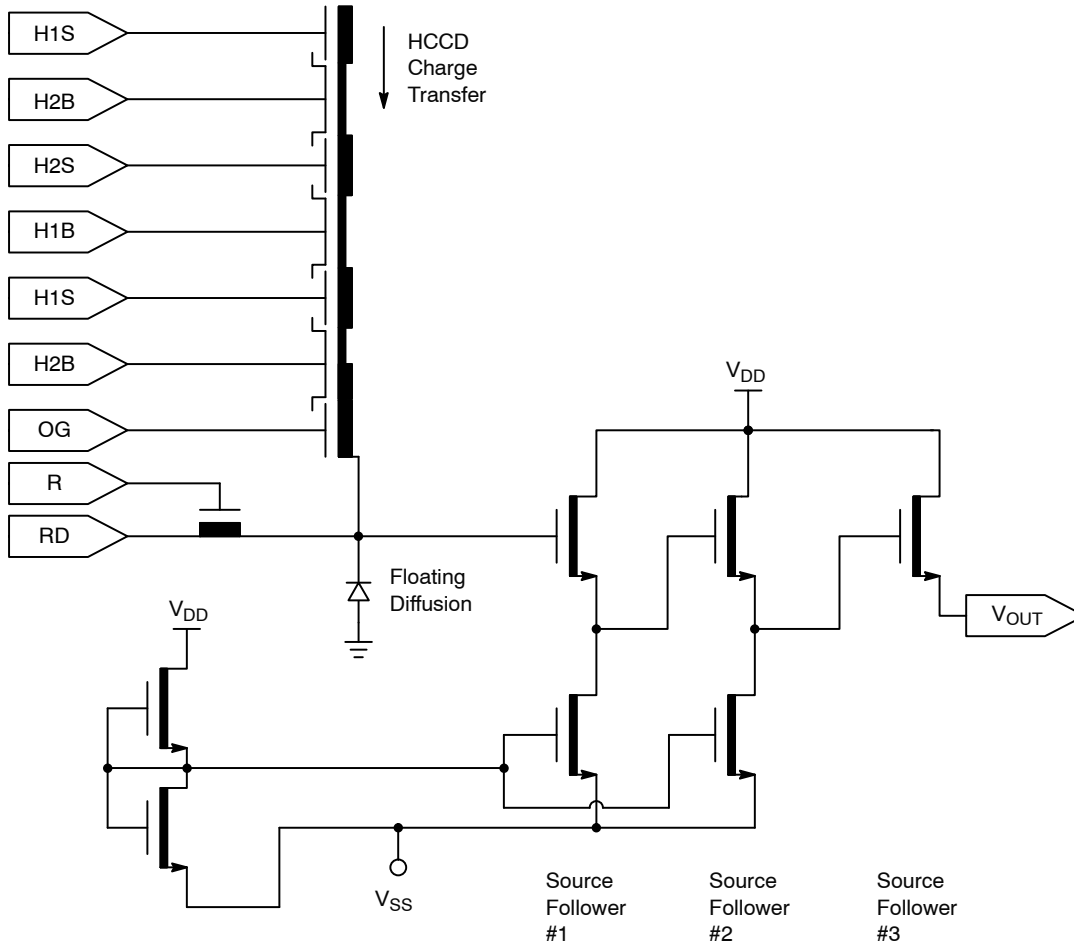 H1S
HCCD
Charge
Transfer
H2B
H2S
H1B
H1S
H2B
OG
R
RD
VDD
Floating
Diffusion
VDD
VOUT
VSS
Source
Follower
#1
Source
Follower
#2
Source
Follower
#3